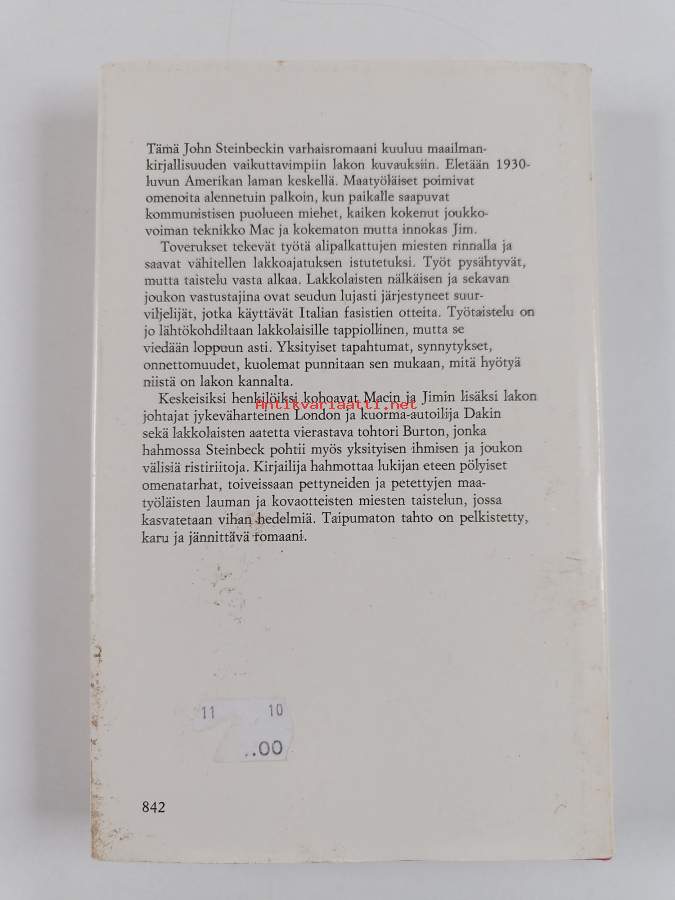 Tämä John Steinbeckin varhaisromaani kuuluu maailman-
kirjallisuuden vaikuttavimpiin lakon kuvauksiin. Eletään 1930-
luvun Amerikan laman keskellä. Maatyöläiset poimivat
omenoita alennetuin palkoin, kun paikalle saapuvat
kommunistisen puolueen miehet, kaiken kokenut joukko-
voiman teknikko Mac ja kokematon mutta innokas Jim.
Toverukset tekevät työtä alipalkattujen miesten rinnalla ja
saavat vähitellen lakkoajatuksen istutetuksi. Työt pysähtyvät,
mutta taistelu vasta alkaa. Lakkolaisten nälkäisen ja sekavan
joukon vastustajina ovat seudun lujasti järjestyneet suur-
viljelijät, jotka käyttävät Italian fasistien otteita. Työtaistelu on
jo lähtökohdiltaan lakkolaisille tappiollinen, mutta se
viedään loppuun asti. Yksityiset tapahtumat, synnytykset,
onnettomuudet, kuolemat punnitaan sen mukaan, mitä hyötyä
niistä on lakon kannalta.
Keskeisiksi henkilöiksi kohoavat Macin ja Jimin lisäksi lakon
Antikvariaatti.net
johtajat jykeväharteinen London ja kuorma-autoilija Dakin
sekä lakkolaisten aatetta vierastava tohtori Burton, jonka
hahmossa Steinbeck pohtii myös yksityisen ihmisen ja joukon
välisiä ristiriitoja. Kirjailija hahmottaa lukijan eteen pölyiset
omenatarhat, toiveissaan pettyneiden ja petettyjen maa-
työläisten lauman ja kovaotteisten miesten taistelun, jossa
kasvatetaan vihan hedelmiä. Taipumaton tahto on pelkistetty,
karu ja jännittävä romaani.
11 10
..00
842